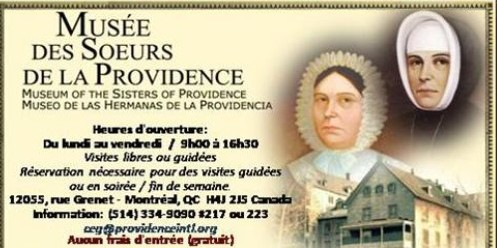 MUSÉE
DES SOEURS
DE LA PROVIDENCE
MUSEUM OF THE SISTERS OF PROVIDENCE
MUSEO DE LAS HERMANAS DE LA PROVIDENCIA
Heures d'ouverture:
Du lundi au vendredi / 9h00 à 16h30
Visites libres ou guidées
Réservation nécessaire pour des visites guidées
ou en soirée / fin de semaine.
12055, rue Grenet - Montréal, QC H4J 2J5 Canada
Information: (514) 334-9090 #217 ou 223
ceg@providenceintl.org
Aucun frais d'entrée (gratuit)